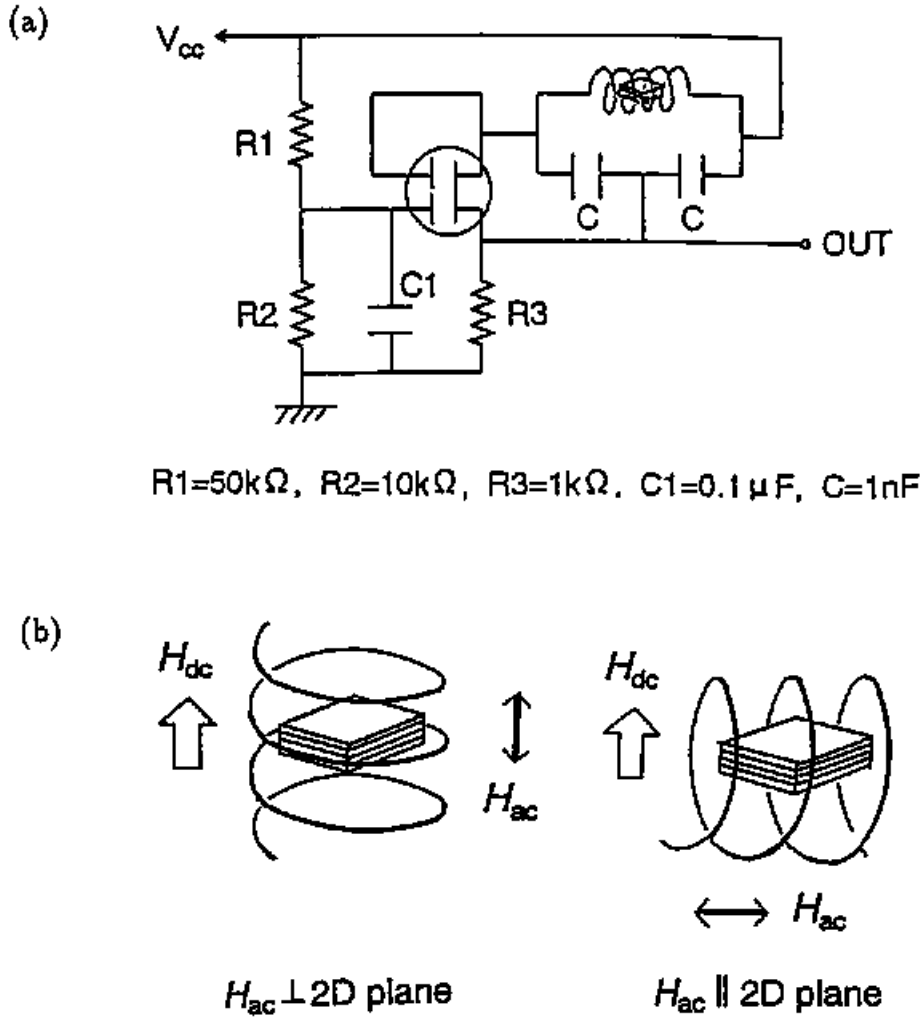 (a)
Vcc
R1
C
C
OUT
R2
C1
R3
R1=50kΩ, R2=10kΩ, R3=1kΩ, C1=0.1μF, C=1nF
(b)
Hdc
Hac
Hdc
Hac
Hac⊥2D plane
Hac∥2D plane